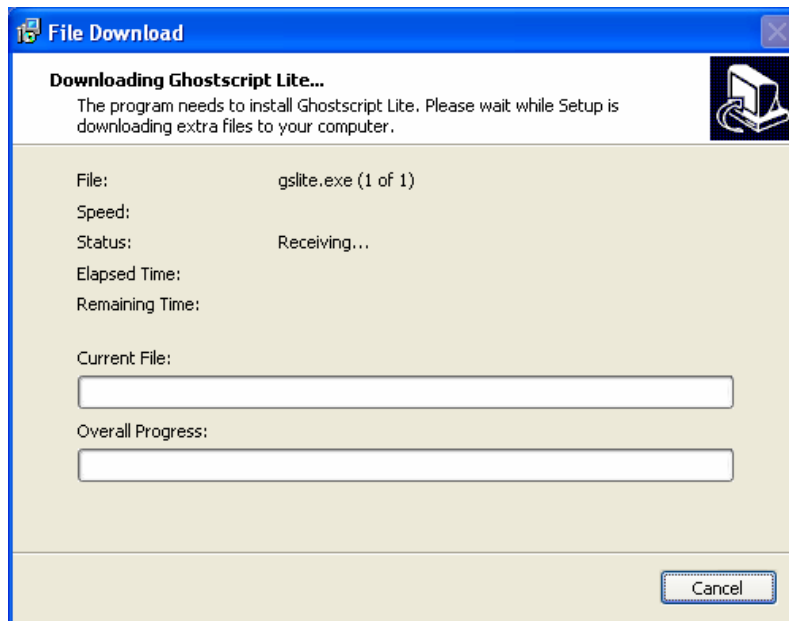 File Download
Downloading Ghostscript Lite...
The program needs to install Ghostscript Lite. Please wait while Setup is
downloading extra files to your computer.
File: gslite.exe (1 of 1)
Speed:
Status: Receiving...
Elapsed Time:
Remaining Time:
Current File:
Overall Progress:
Cancel